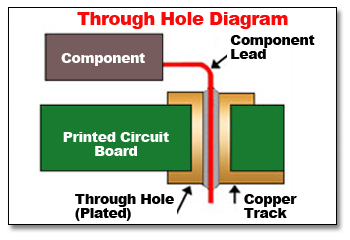 Through Hole Diagram
Component
Lead
Component
Printed Circuit
Board
Through Hole
(Plated)
Copper
Track